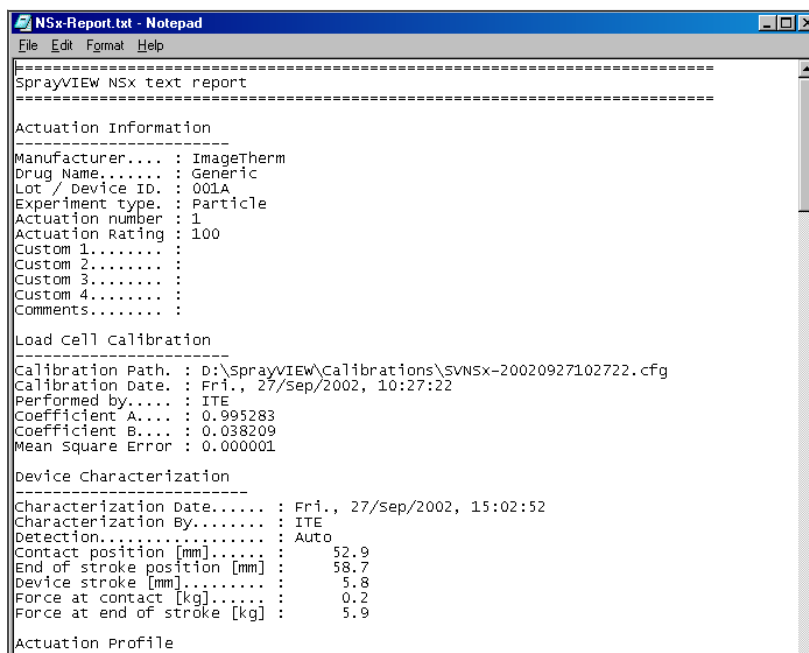 NSx-Report.txt - Notepad
File Edit Format Help
===========================================================================
SprayVIEW NSx text report
===========================================================================
Actuation Information
-----------------------
Manufacturer.... : ImageTherm
Drug Name....... : Generic
Lot / Device ID. : 001A
Experiment type. : Particle
Actuation number : 1
Actuation Rating : 100
Custom 1........ :
Custom 2........ :
Custom 3........ :
Custom 4........ :
Comments........ :
Load Cell Calibration
-----------------------
Calibration Path. : D:\SprayVIEW\Calibrations\SVNSx-20020927102722.cfg
Calibration Date. : Fri., 27/Sep/2002, 10:27:22
Performed by..... : ITE
Coefficient A.... : 0.995283
Coefficient B.... : 0.038209
Mean Square Error : 0.000001
Device Characterization
-------------------------
Characterization Date...... : Fri., 27/Sep/2002, 15:02:52
Characterization By........ : ITE
Detection.................. : Auto
Contact position [mm]...... : 52.9
End of stroke position [mm] : 58.7
Device stroke [mm]......... : 5.8
Force at contact [kg]...... : 0.2
Force at end of stroke [kg] : 5.9
Actuation Profile